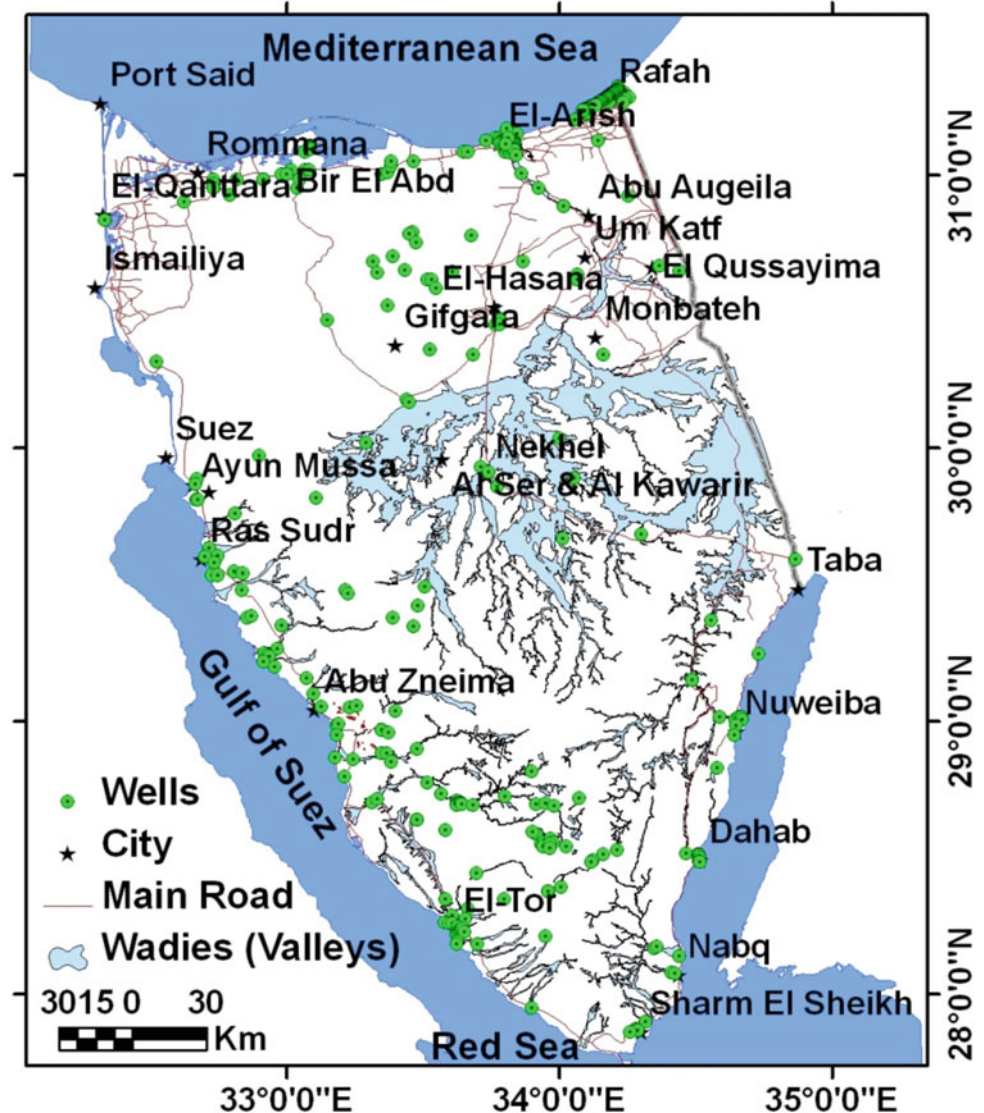 Mediterranean Sea
Port Said
Rafah
El-Arish
Rommana
El-Qanttara
Bir El Abd
Abu Augeila
Um Katf
Ismailiya
El-Hasana
El Qussayima
Gifgafa
Monbateh
Suez
Nekhel
Ayun Mussa
Al Ser & Al Kawarir
Ras Sudr
Taba
Gulf of Suez
Abu Zneima
Nuweiba
Wells
City
Dahab
Main Road
El-Tor
Wadies (Valleys)
Nabq
3015 0 30
Km
Sharm El Sheikh
Red Sea
31°0'0"N
30°0'0"N
29°0'0"N
28°0'0"N
33°0'0"E
34°0'0"E
35°0'0"E